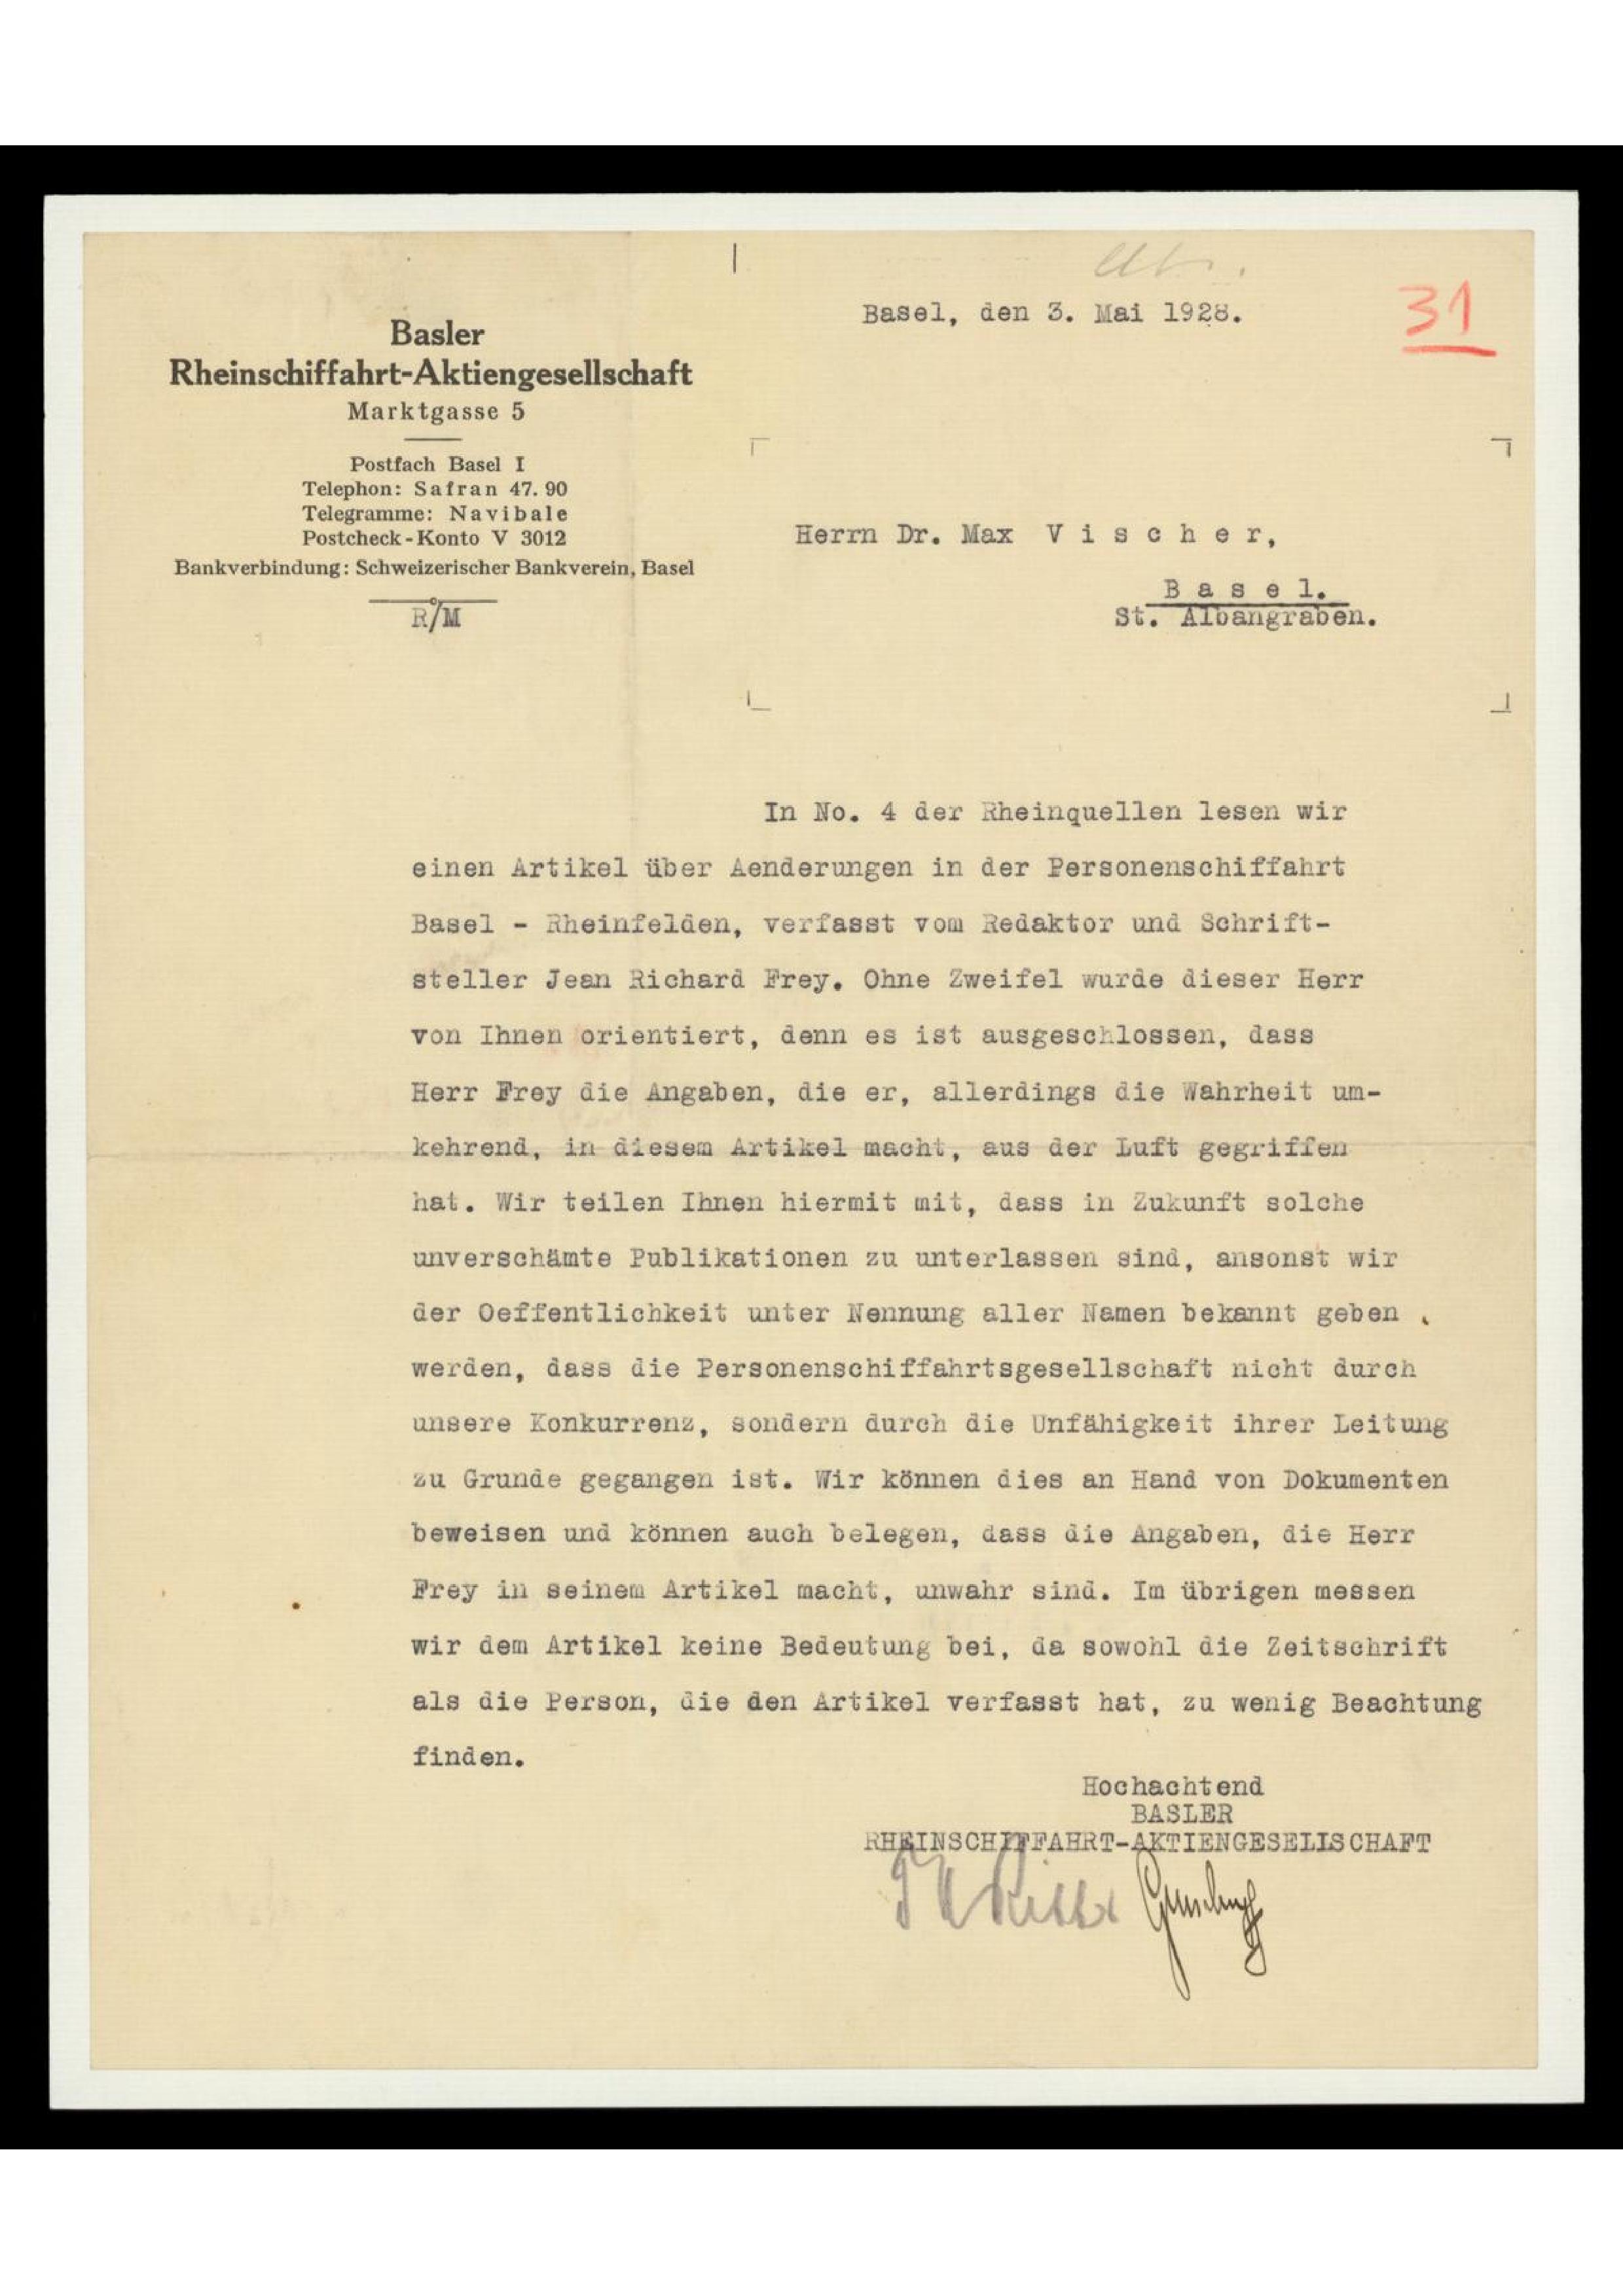 Basel, den 3. Mai 1928.
31
Basler
Rheinschiffahrt-Aktiengesellschaft
Marktgasse 5
Postfach Basel I
Telephon: Safran 47.90
Telegramme: Navibale
Postcheck-Konto V 3012
Bankverbindung: Schweizerischer Bankverein, Basel
R/M
Herrn Dr. Max V i s c h e r,
B a s e l.
St. Albangraben.
In No. 4 der Rheinquellen lesen wir
einen Artikel über Aenderungen in der Personenschiffahrt
Basel - Rheinfelden, verfasst vom Redaktor und Schrift-
steller Jean Richard Frey. Ohne Zweifel wurde dieser Herr
von Ihnen orientiert, denn es ist ausgeschlossen, dass
Herr Frey die Angaben, die er, allerdings die Wahrheit um-
kehrend, in diesem Artikel macht, aus der Luft gegriffen
hat. Wir teilen Ihnen hiermit mit, dass in Zukunft solche
unverschämte Publikationen zu unterlassen sind, ansonst wir
der Oeffentlichkeit unter Nennung aller Namen bekannt geben
werden, dass die Personenschiffahrtsgesellschaft nicht durch
unsere Konkurrenz, sondern durch die Unfähigkeit ihrer Leitung
zu Grunde gegangen ist. Wir können dies an Hand von Dokumenten
beweisen und können auch belegen, dass die Angaben, die Herr
Frey in seinem Artikel macht, unwahr sind. Im übrigen messen
wir dem Artikel keine Bedeutung bei, da sowohl die Zeitschrift
als die Person, die den Artikel verfasst hat, zu wenig Beachtung
finden.
Hochachtend
BASLER
RHEINSCHIFFAHRT-AKTIENGESELLSCHAFT